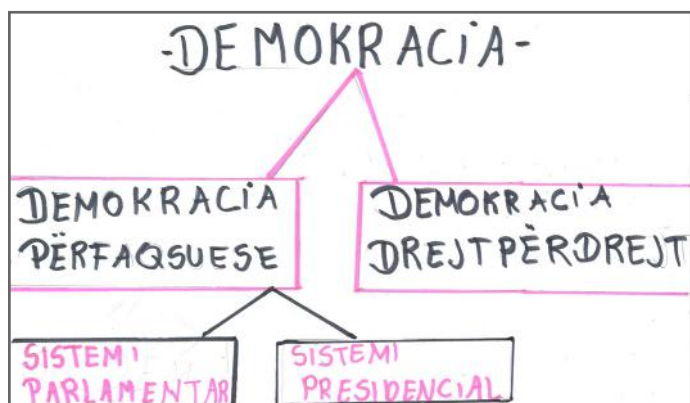 -DEMOKRACIA-
DEMOKRACIA
PËRFAQSUESE
DEMOKRACIA
DREJTPËRDREJT
SISTEMI
PARLAMENTAR
SISTEMI
PRESIDENCIAL